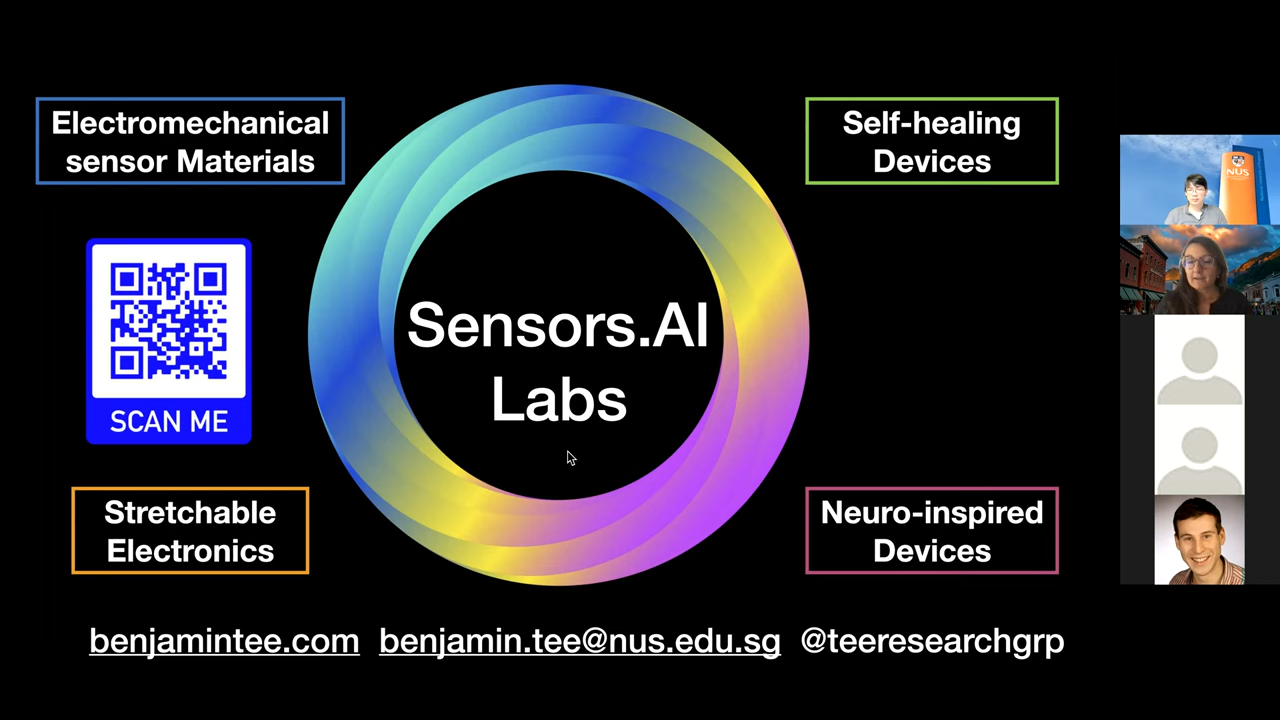 Electromechanical
sensor Materials
Self-healing
Devices
NUS
Sensors.AI
Labs
SCAN ME
Stretchable
Electronics
Neuro-inspired
Devices
benjamintee.com benjamin.tee@nus.edu.sg @teeresearchgrp